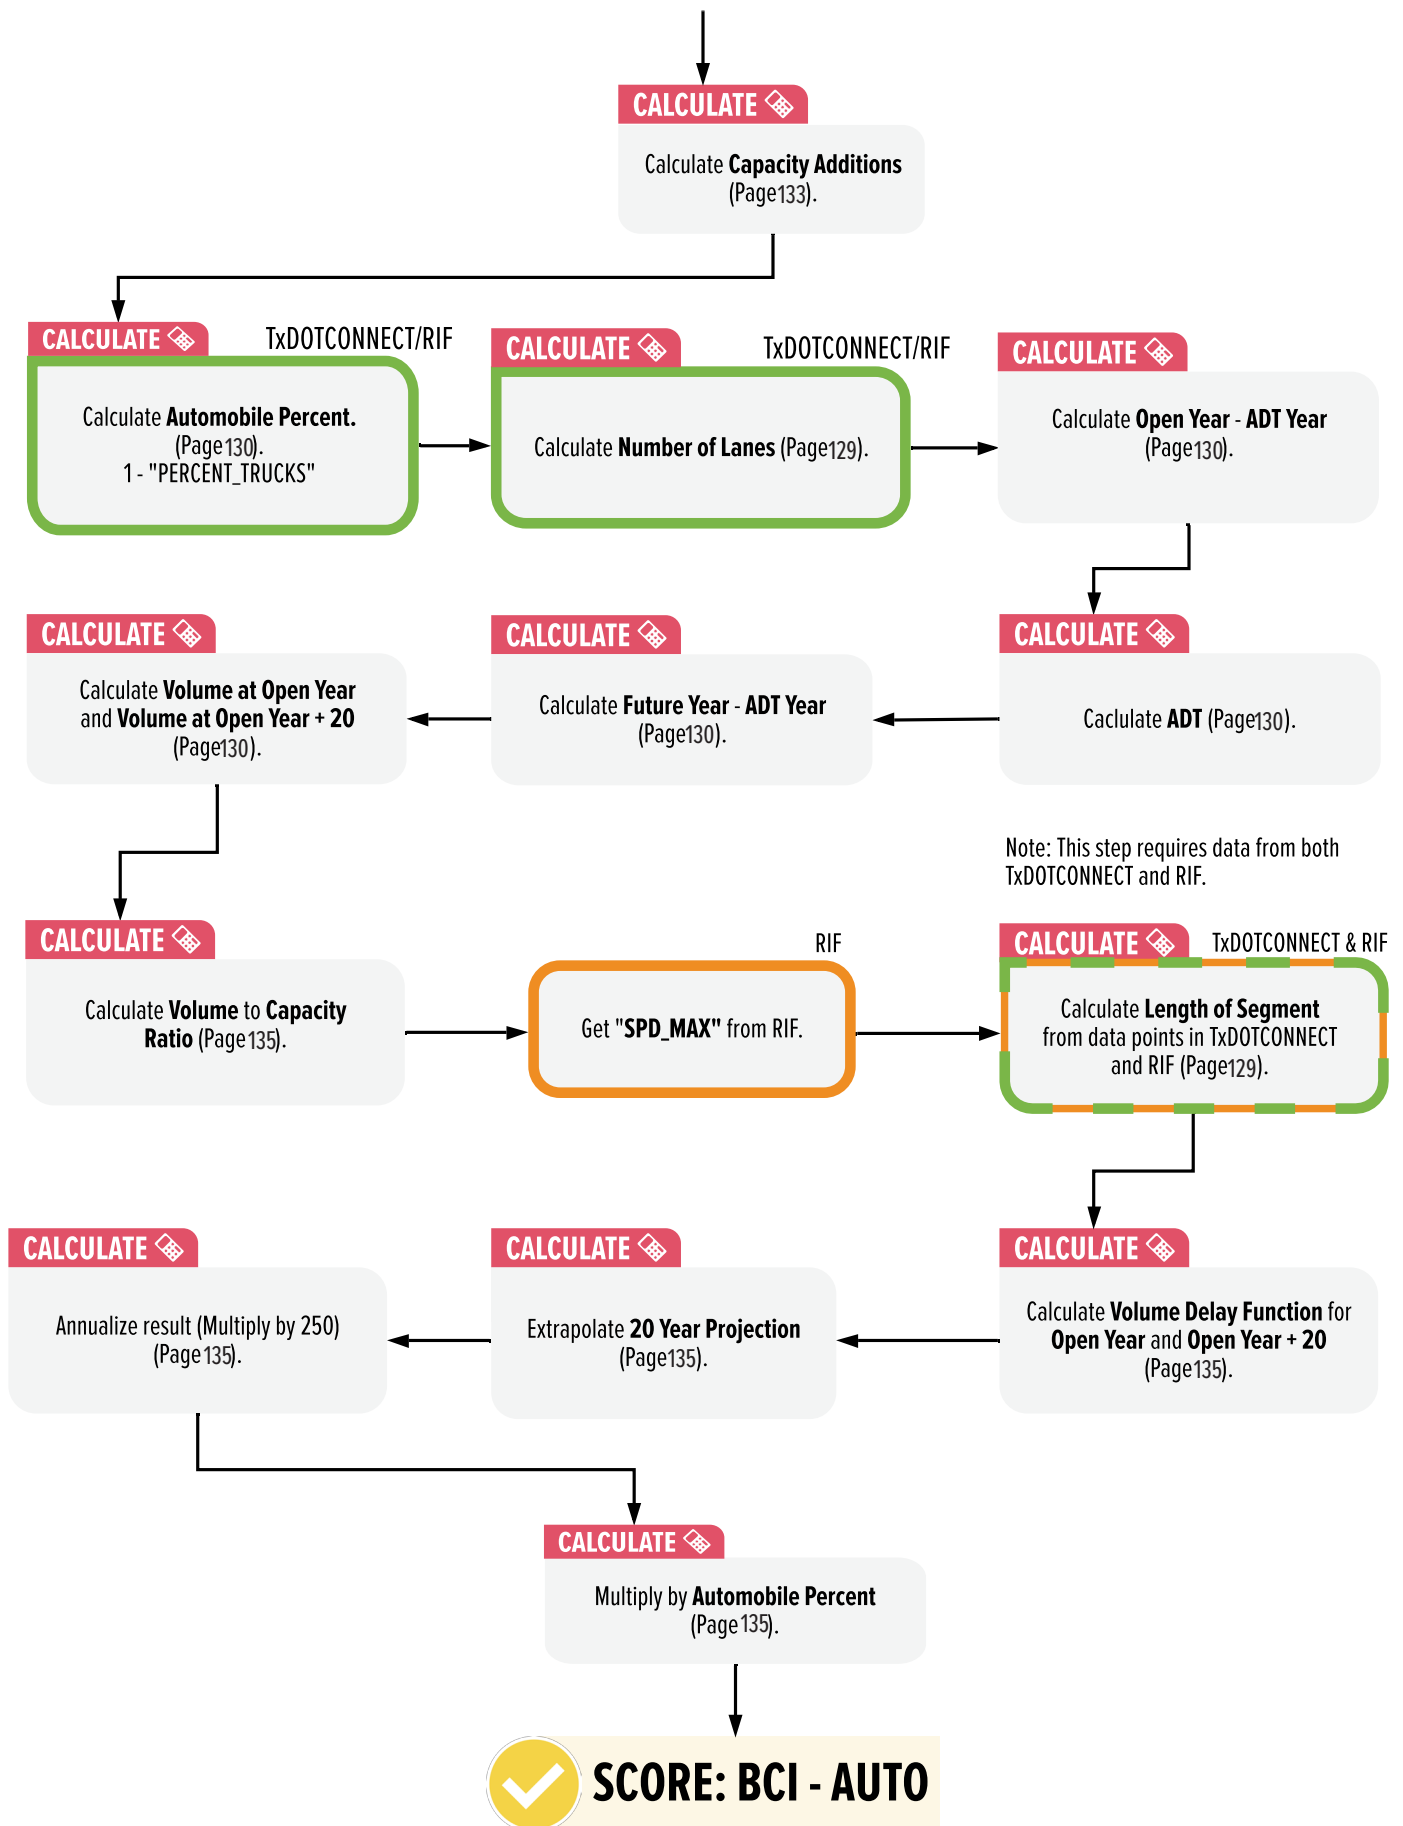 CALCULATE
Calculate Capacity Additions
(Page133).
CALCULATE
TxDOTCONNECT/RIF
Calculate Automobile Percent.
(Page130).
1 - "PERCENT_TRUCKS"
CALCULATE
TxDOTCONNECT/RIF
Calculate Number of Lanes (Page129).
CALCULATE
Calculate Open Year - ADT Year
(Page130).
CALCULATE
Caclulate ADT (Page130).
CALCULATE
Calculate Future Year - ADT Year
(Page130).
CALCULATE
Calculate Volume at Open Year
and Volume at Open Year + 20
(Page130).
CALCULATE
Calculate Volume to Capacity
Ratio (Page135).
RIF
Get "SPD_MAX" from RIF.
Note: This step requires data from both
TxDOTCONNECT and RIF.
CALCULATE
TxDOTCONNECT & RIF
Calculate Length of Segment
from data points in TxDOTCONNECT
and RIF (Page129).
CALCULATE
Calculate Volume Delay Function for
Open Year and Open Year + 20
(Page135).
CALCULATE
Extrapolate 20 Year Projection
(Page135).
CALCULATE
Annualize result (Multiply by 250)
(Page135).
CALCULATE
Multiply by Automobile Percent
(Page135).
SCORE: BCI - AUTO